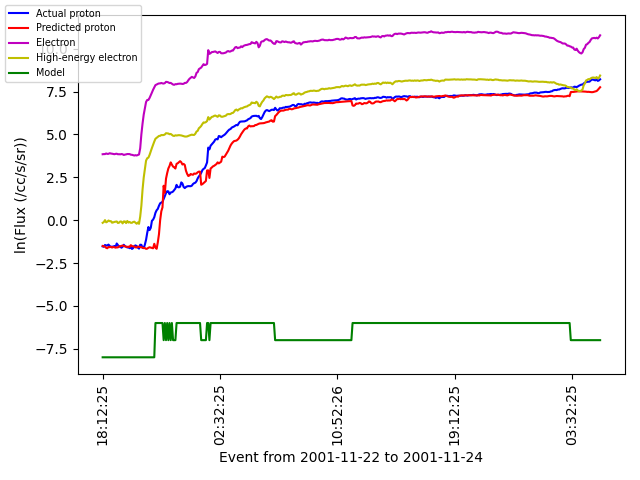 Actual proton
Predicted proton
Electron
High-energy electron
Model
10.0
7.5
5.0
2.5
0.0
−2.5
−5.0
−7.5
ln(Flux (/cc/s/sr))
18:12:25
02:32:25
10:52:26
19:12:25
03:32:25
Event from 2001-11-22 to 2001-11-24